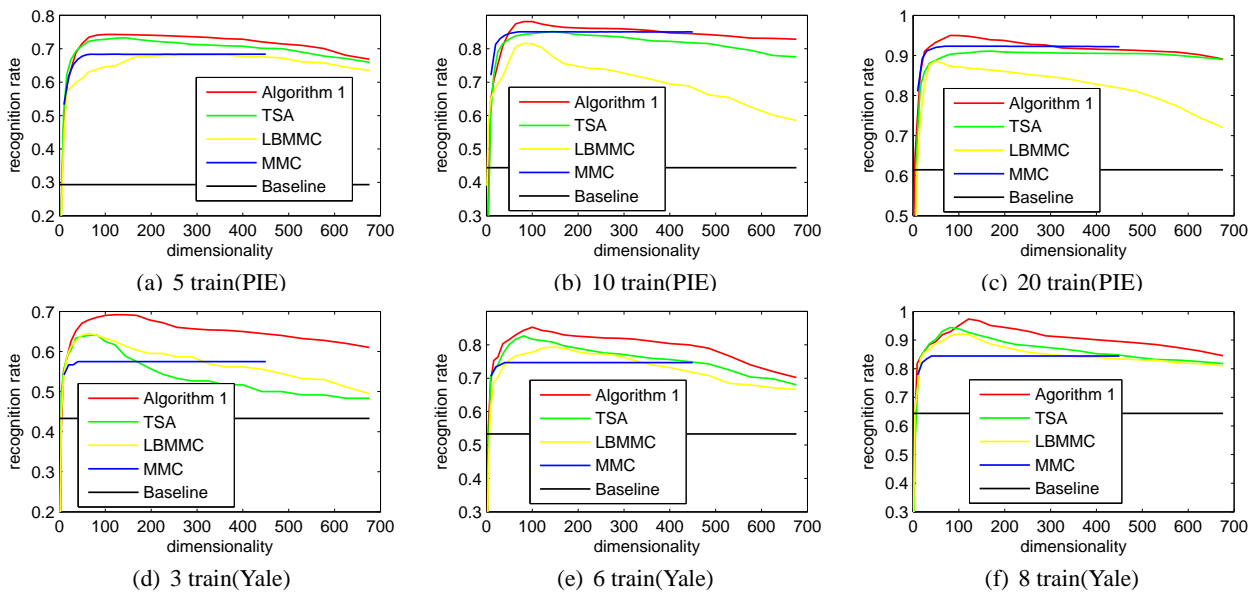 0.8
0.7
0.6
0.5
0.4
0.3
0.2
recognition rate
0 100 200 300 400 500 600 700
dimensionality
Algorithm 1
TSA
LBMMC
MMC
Baseline
(a) 5 train(PIE)
0.9
0.8
0.7
0.6
0.5
0.4
0.3
recognition rate
0 100 200 300 400 500 600 700
dimensionality
Algorithm 1
TSA
LBMMC
MMC
Baseline
(b) 10 train(PIE)
1
0.9
0.8
0.7
0.6
0.5
recognition rate
0 100 200 300 400 500 600 700
dimensionality
Algorithm 1
TSA
LBMMC
MMC
Baseline
(c) 20 train(PIE)
0.7
0.6
0.5
0.4
0.3
0.2
recognition rate
0 100 200 300 400 500 600 700
dimensionality
Algorithm 1
TSA
LBMMC
MMC
Baseline
(d) 3 train(Yale)
0.9
0.8
0.7
0.6
0.5
0.4
0.3
recognition rate
0 100 200 300 400 500 600 700
dimensionality
Algorithm 1
TSA
LBMMC
MMC
Baseline
(e) 6 train(Yale)
1
0.9
0.8
0.7
0.6
0.5
0.4
0.3
recognition rate
0 100 200 300 400 500 600 700
dimensionality
Algorithm 1
TSA
LBMMC
MMC
Baseline
(f) 8 train(Yale)